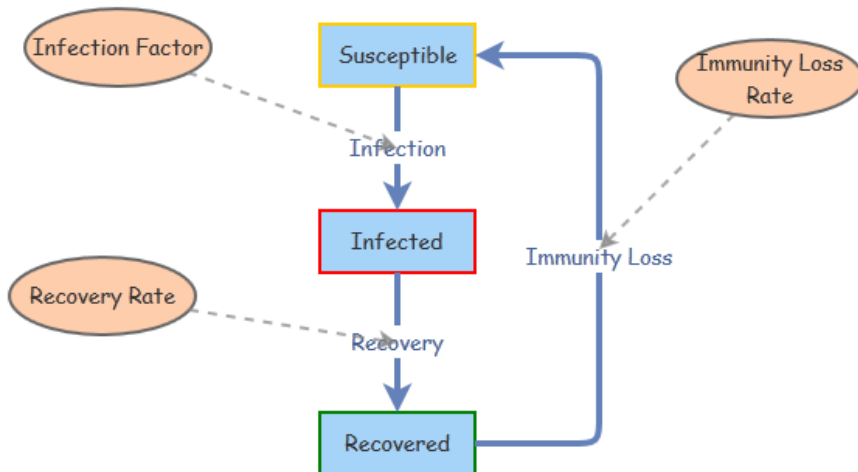 Infection Factor
Susceptible
Immunity Loss
Rate
Infection
Infected
Immunity Loss
Recovery Rate
Recovery
Recovered